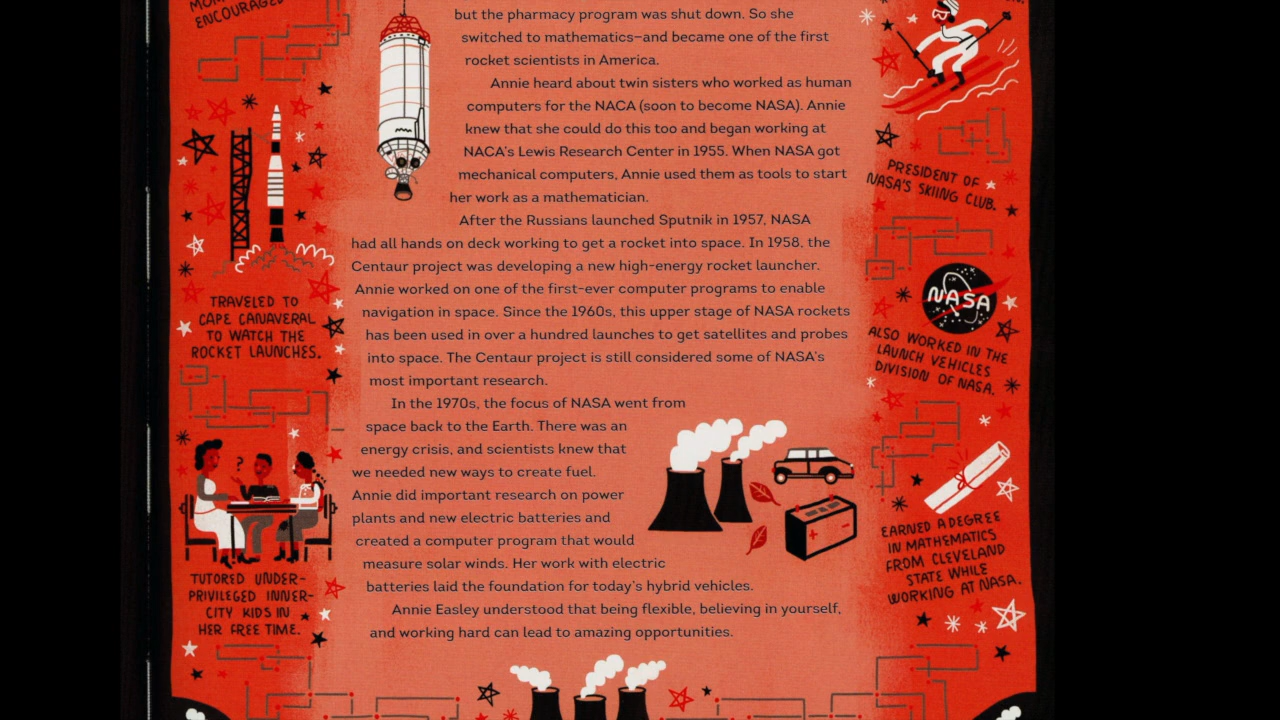 MOM
ENCOURAGED
but the pharmacy program was shut down. So she
switched to mathematics—and became one of the first
rocket scientists in America.
Annie heard about twin sisters who worked as human
computers for the NACA (soon to become NASA). Annie
knew that she could do this too and began working at
NACA's Lewis Research Center in 1955. When NASA got
mechanical computers, Annie used them as tools to start
her work as a mathematician.
After the Russians launched Sputnik in 1957, NASA
had all hands on deck working to get a rocket into space. In 1958, the
Centaur project was developing a new high-energy rocket launcher.
Annie worked on one of the first-ever computer programs to enable
navigation in space. Since the 1960s, this upper stage of NASA rockets
has been used in over a hundred launches to get satellites and probes
into space. The Centaur project is still considered some of NASA's
most important research.
In the 1970s, the focus of NASA went from
space back to the Earth. There was an
energy crisis, and scientists knew that
we needed new ways to create fuel.
Annie did important research on power
plants and new electric batteries and
created a computer program that would
measure solar winds. Her work with electric
batteries laid the foundation for today's hybrid vehicles.
Annie Easley understood that being flexible, believing in yourself,
and working hard can lead to amazing opportunities.
TRAVELED TO
CAPE CANAVERAL
TO WATCH THE
ROCKET LAUNCHES.
?
TUTORED UNDER-
PRIVILEGED INNER-
CITY KIDS IN
HER FREE TIME.
PRESIDENT OF
NASA'S SKIING CLUB.
NASA
ALSO WORKED IN THE
LAUNCH VEHICLES
DIVISION OF NASA.
EARNED A DEGREE
IN MATHEMATICS
FROM CLEVELAND
STATE WHILE
WORKING AT NASA.